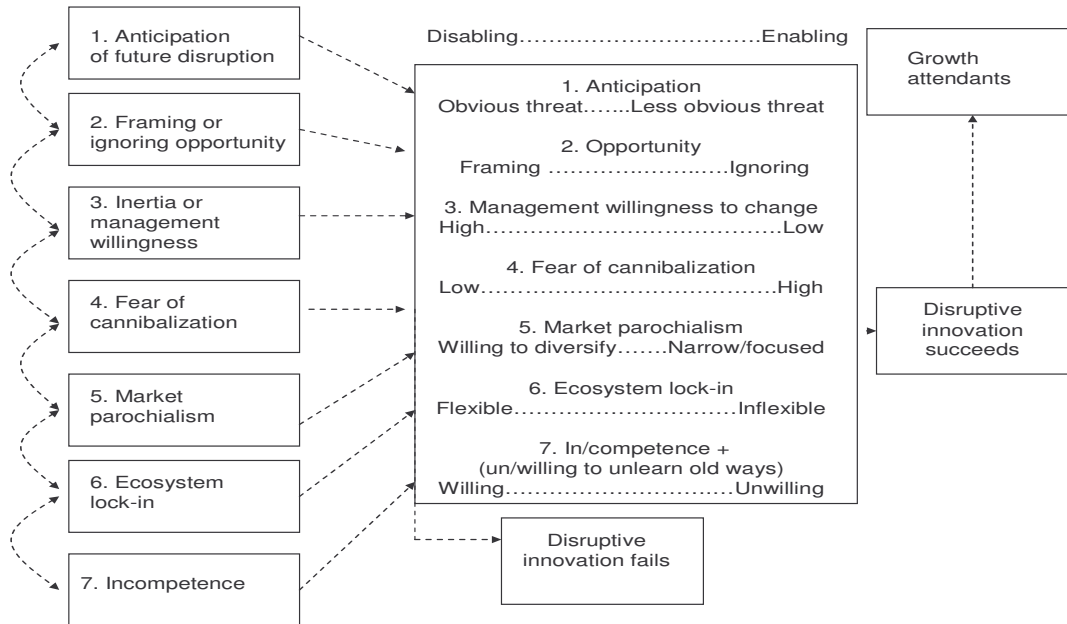 1. Anticipation
of future disruption
2. Framing or
ignoring opportunity
3. Inertia or
management
willingness
4. Fear of
cannibalization
5. Market
parochialism
6. Ecosystem
lock-in
7. Incompetence
Disabling…………………………Enabling
1. Anticipation
Obvious threat…….Less obvious threat
2. Opportunity
Framing …………………….Ignoring
3. Management willingness to change
High……………………………………Low
4. Fear of cannibalization
Low……………………………………High
5. Market parochialism
Willing to diversify…….Narrow/focused
6. Ecosystem lock-in
Flexible……………………………Inflexible
7. In/competence +
(un/willing to unlearn old ways)
Willing……………………………Unwilling
Disruptive
innovation fails
Growth
attendants
Disruptive
innovation
succeeds